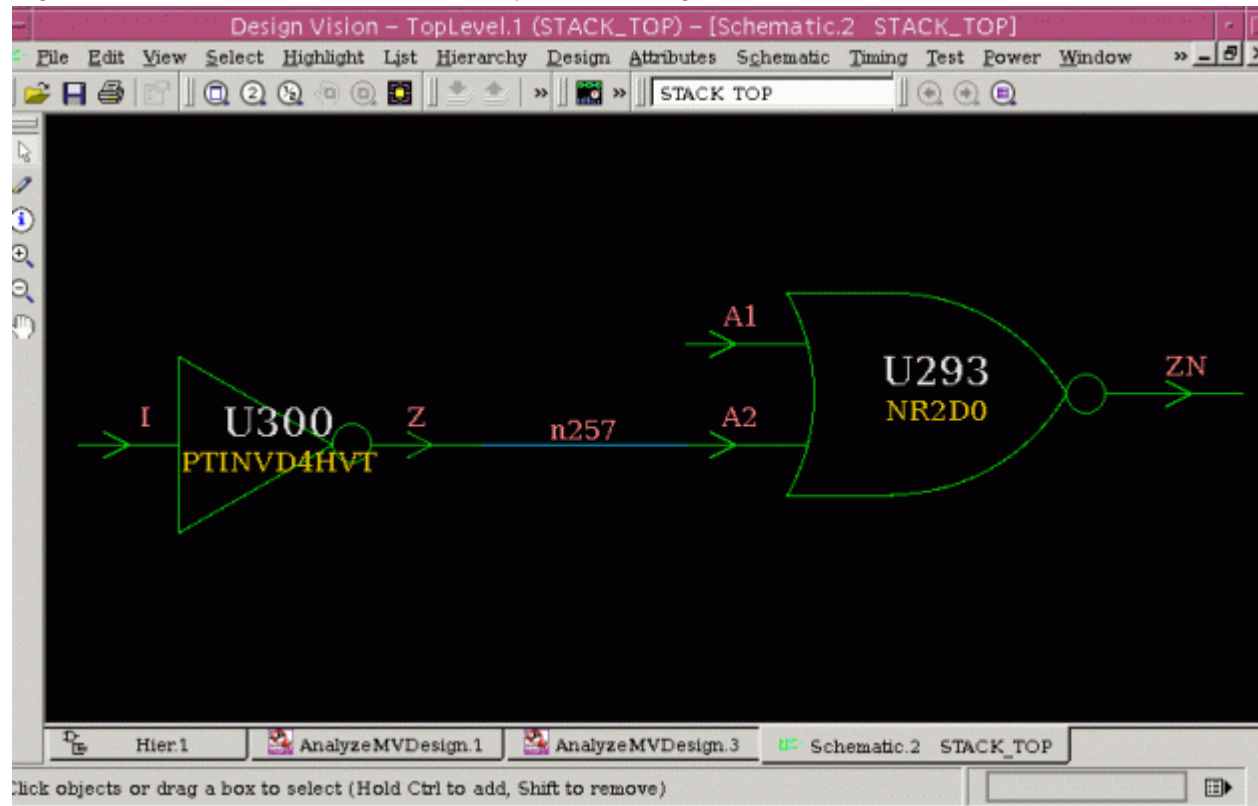 Design Vision – TopLevel.1 (STACK_TOP) – [Schematic.2 STACK_TOP]
File Edit View Select Highlight List Hierarchy Design Attributes Schematic Timing Test Power Window »
» » STACK TOP
A1
U293
NR2D0
ZN
I
U300
PTINVD4HVT
Z
n257
A2
Hier.1 AnalyzeMVDesign.1 AnalyzeMVDesign.3 Schematic.2 STACK_TOP
Click objects or drag a box to select (Hold Ctrl to add, Shift to remove)